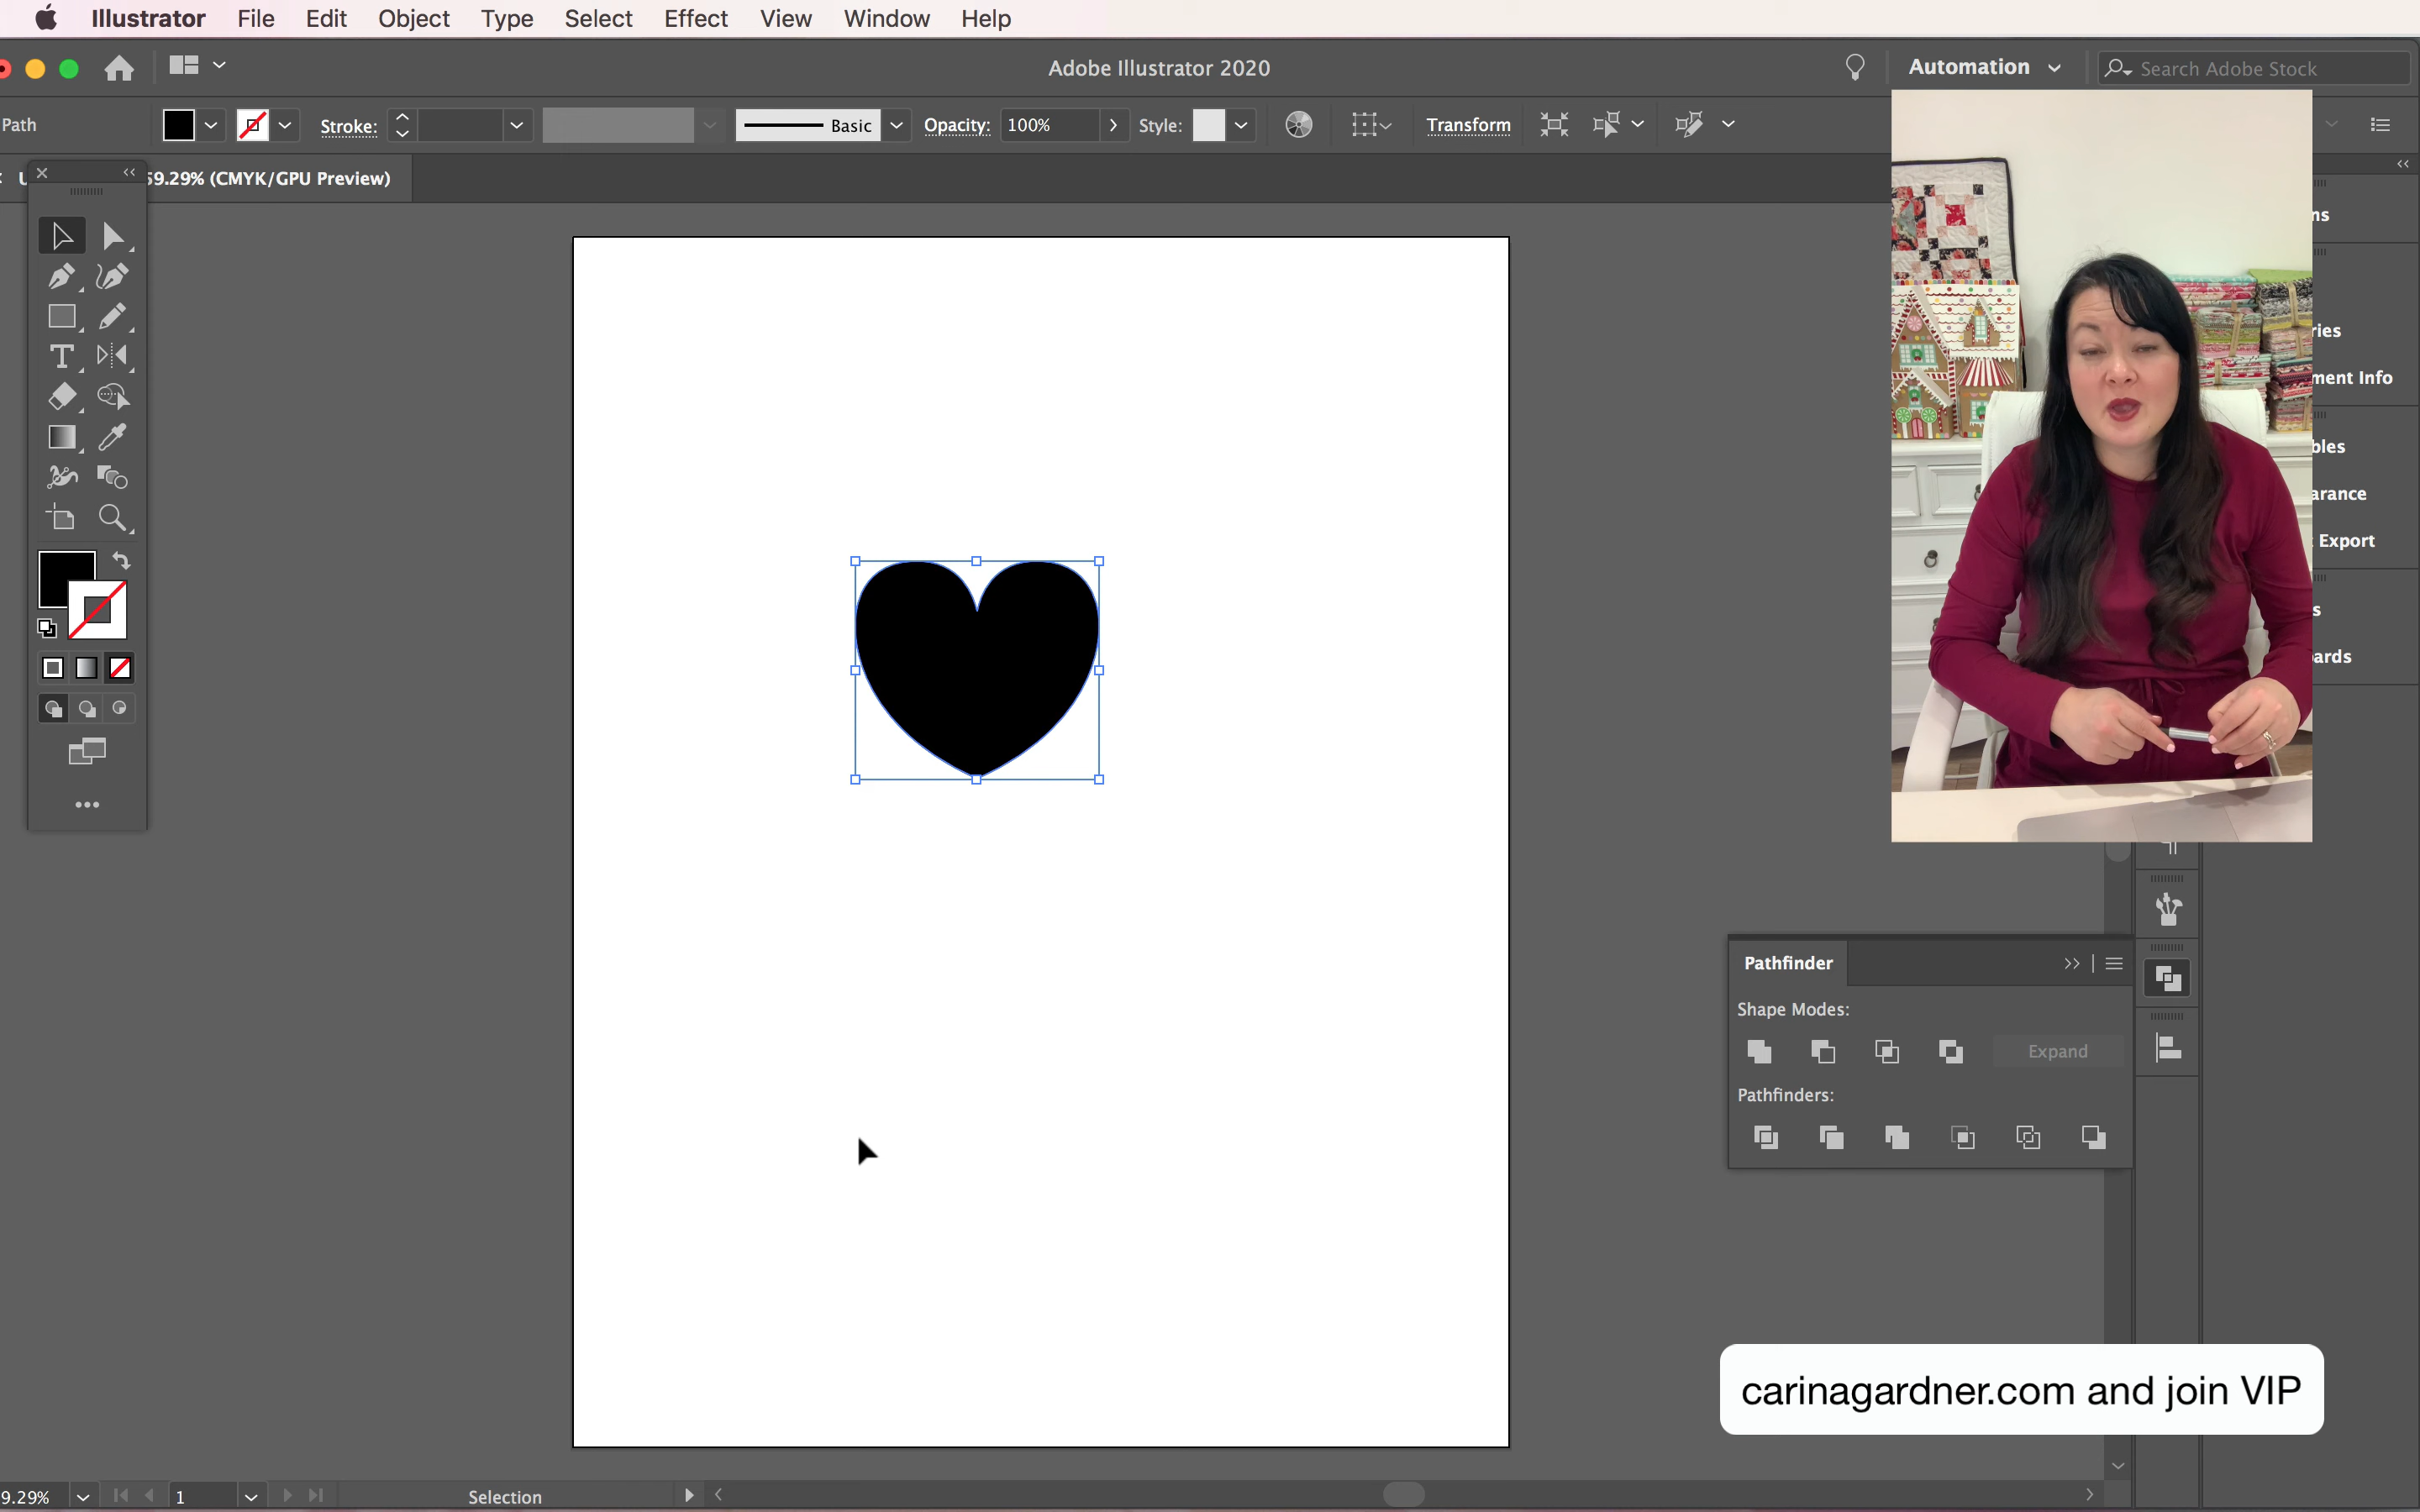 Illustrator File Edit Object Type Select Effect View Window Help
Adobe Illustrator 2020
Automation
Search Adobe Stock
Path
Stroke:
Basic
Opacity: 100%
Style:
Transform
59.29% (CMYK/GPU Preview)
ns
ries
ment Info
bles
arance
Export
s
ards
Pathfinder
Shape Modes:
Expand
Pathfinders:
carinagardner.com and join VIP
9.29%
1
Selection